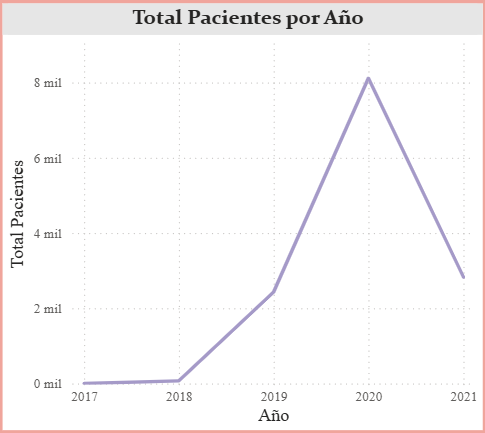 Total Pacientes por Año
Total Pacientes
8 mil
6 mil
4 mil
2 mil
0 mil
2017 2018 2019 2020 2021
Año